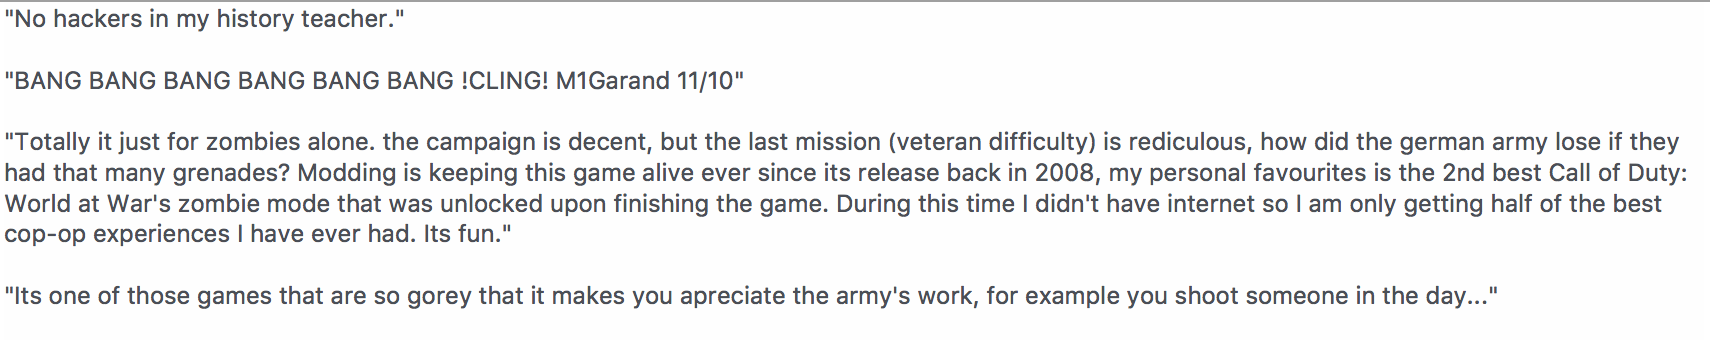 "No hackers in my history teacher."
"BANG BANG BANG BANG BANG BANG !CLING! M1Garand 11/10"
"Totally it just for zombies alone. the campaign is decent, but the last mission (veteran difficulty) is rediculous, how did the german army lose if they
had that many grenades? Modding is keeping this game alive ever since its release back in 2008, my personal favourites is the 2nd best Call of Duty:
World at War's zombie mode that was unlocked upon finishing the game. During this time I didn't have internet so I am only getting half of the best
cop-op experiences I have ever had. Its fun."
"Its one of those games that are so gorey that it makes you apreciate the army's work, for example you shoot someone in the day..."